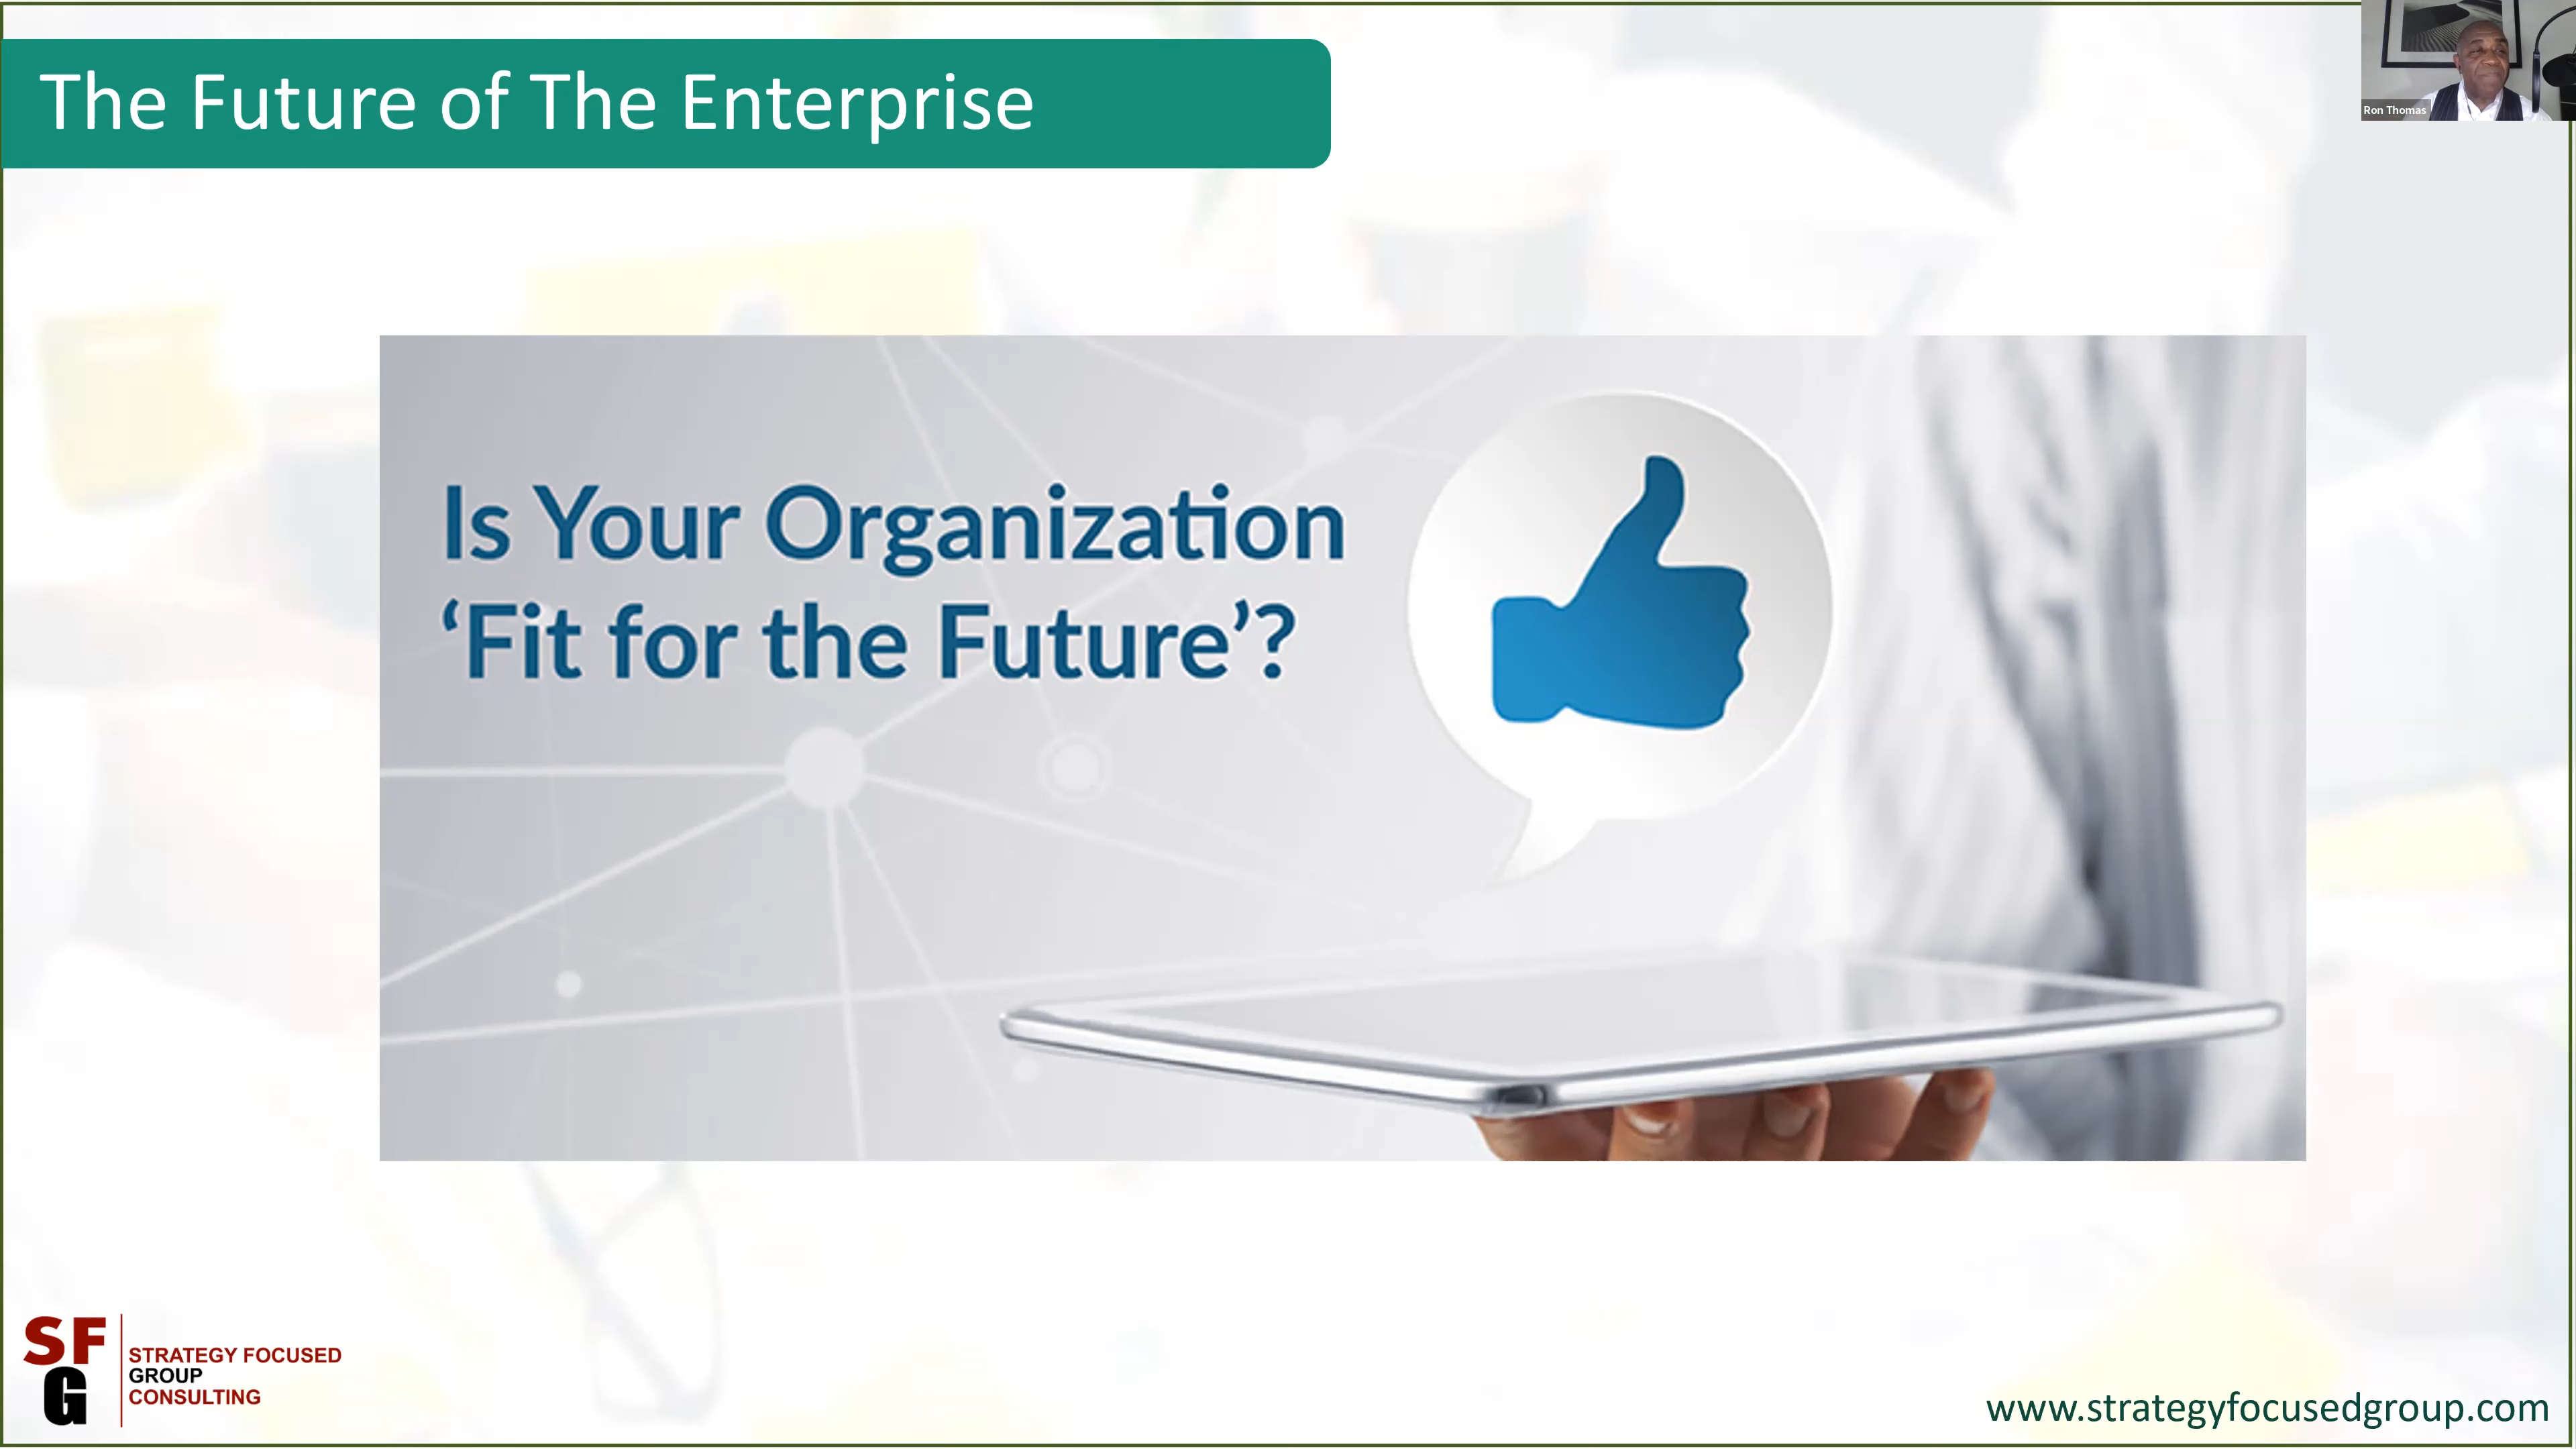 The Future of The Enterprise
Ron Thomas
Is Your Organization
‘Fit for the Future’?
SF
G
STRATEGY FOCUSED
GROUP
CONSULTING
www.strategyfocusedgroup.com